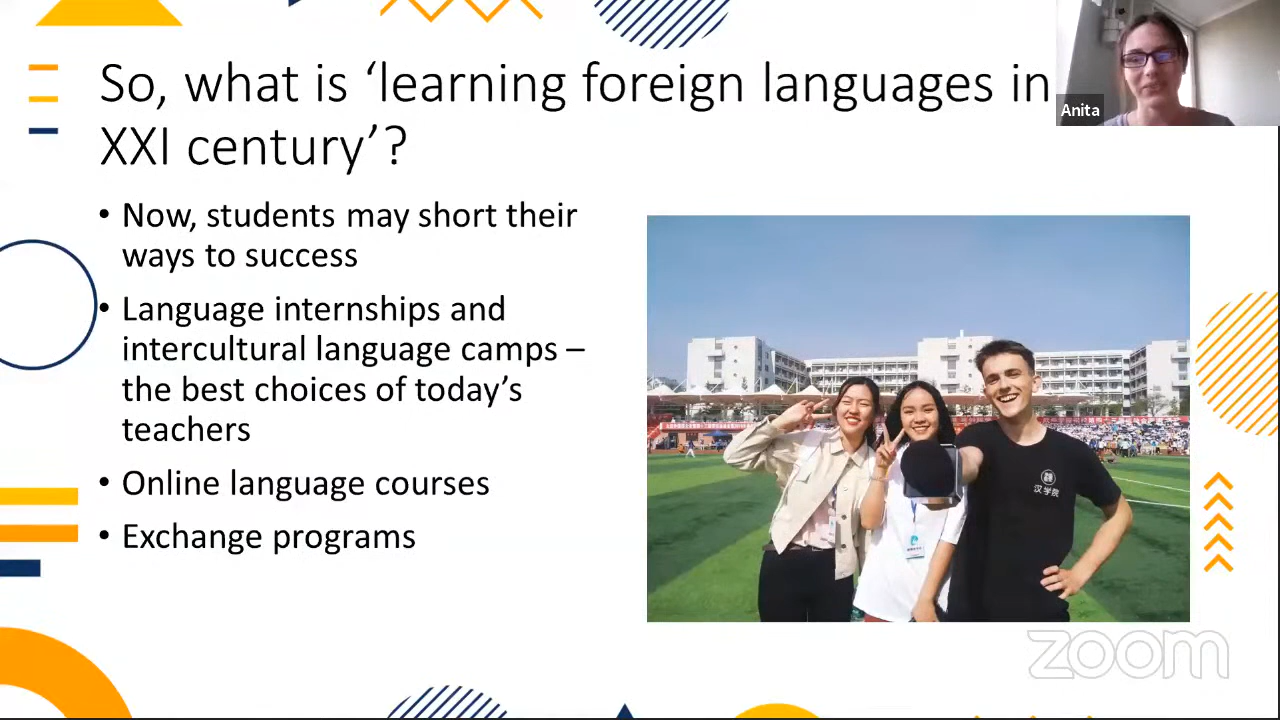 So, what is ‘learning foreign languages in
XXI century’?
Anita
• Now, students may short their
ways to success
• Language internships and
intercultural language camps –
the best choices of today’s
teachers
• Online language courses
• Exchange programs
汉学院
zoom